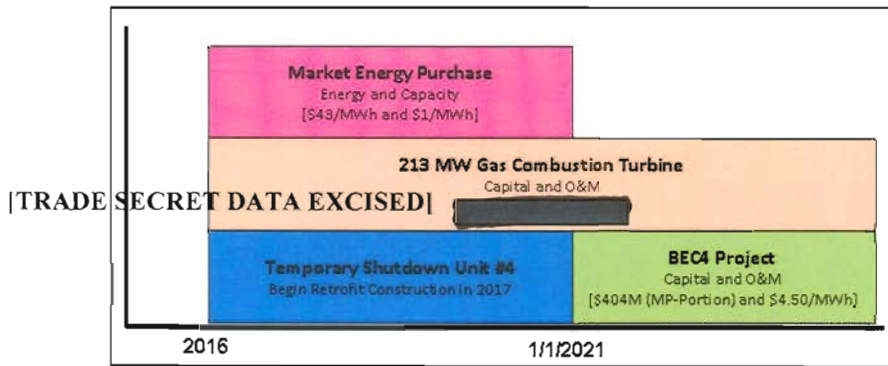 Market Energy Purchase
Energy and Capacity
[$43/MWh and $1/MWh]
213 MW Gas Combustion Turbine
Capital and O&M
[TRADE SECRET DATA EXCISED]
Temporary Shutdown Unit #4
Begin Retrofit Construction in 2017
BEC4 Project
Capital and O&M
[$404M (MP-Portion) and $4.50/MWh]
2016
1/1/2021